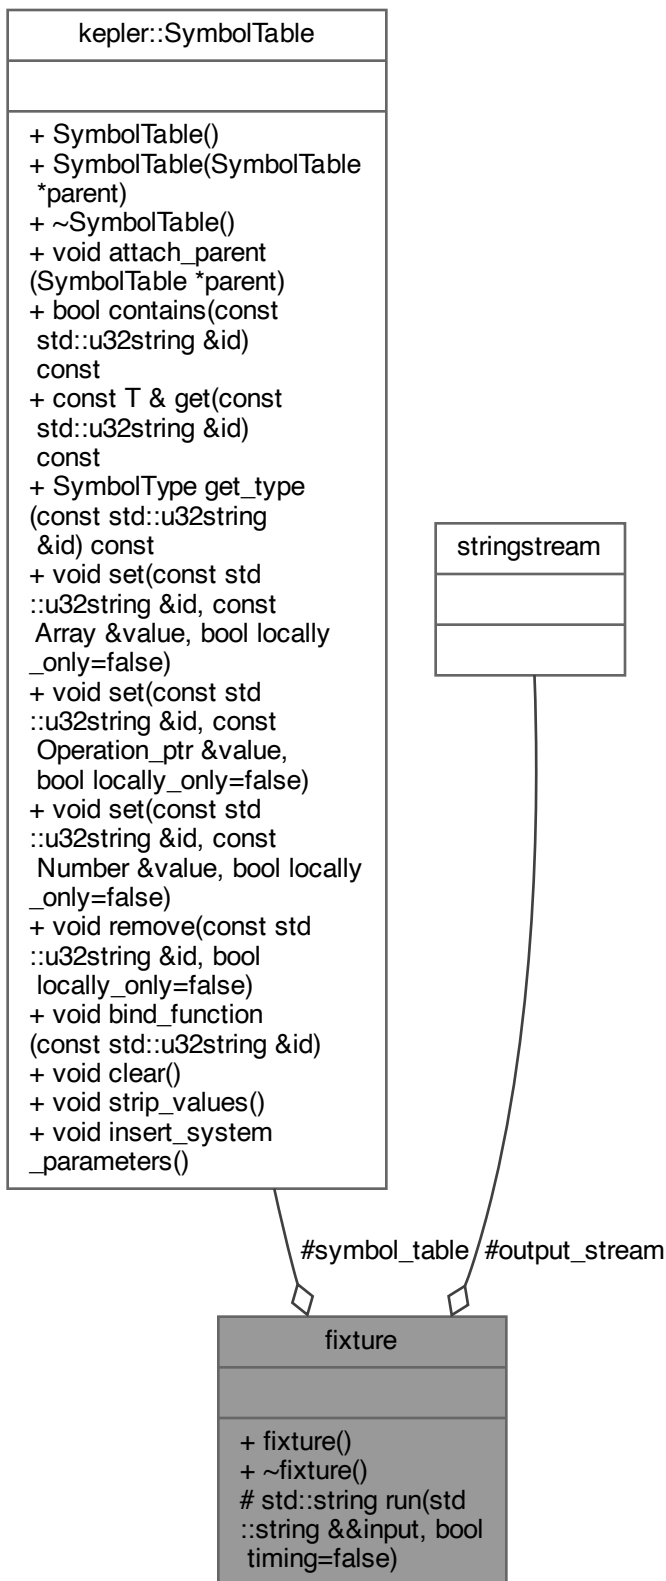 kepler::SymbolTable
+ SymbolTable()
+ SymbolTable(SymbolTable
*parent)
+ ~SymbolTable()
+ void attach_parent
(SymbolTable *parent)
+ bool contains(const
std::u32string &id)
const
+ const T & get(const
std::u32string &id)
const
+ SymbolType get_type
(const std::u32string
&id) const
+ void set(const std
::u32string &id, const
Array &value, bool locally
_only=false)
+ void set(const std
::u32string &id, const
Operation_ptr &value,
bool locally_only=false)
+ void set(const std
::u32string &id, const
Number &value, bool locally
_only=false)
+ void remove(const std
::u32string &id, bool
locally_only=false)
+ void bind_function
(const std::u32string &id)
+ void clear()
+ void strip_values()
+ void insert_system
_parameters()
stringstream
#symbol_table
#output_stream
fixture
+ fixture()
+ ~fixture()
# std::string run(std
::string &&input, bool
timing=false)